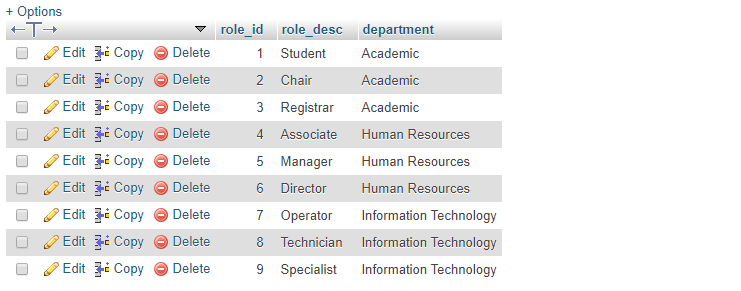 + Options
role_id role_desc department
Edit Copy Delete 1 Student Academic
Edit Copy Delete 2 Chair Academic
Edit Copy Delete 3 Registrar Academic
Edit Copy Delete 4 Associate Human Resources
Edit Copy Delete 5 Manager Human Resources
Edit Copy Delete 6 Director Human Resources
Edit Copy Delete 7 Operator Information Technology
Edit Copy Delete 8 Technician Information Technology
Edit Copy Delete 9 Specialist Information Technology